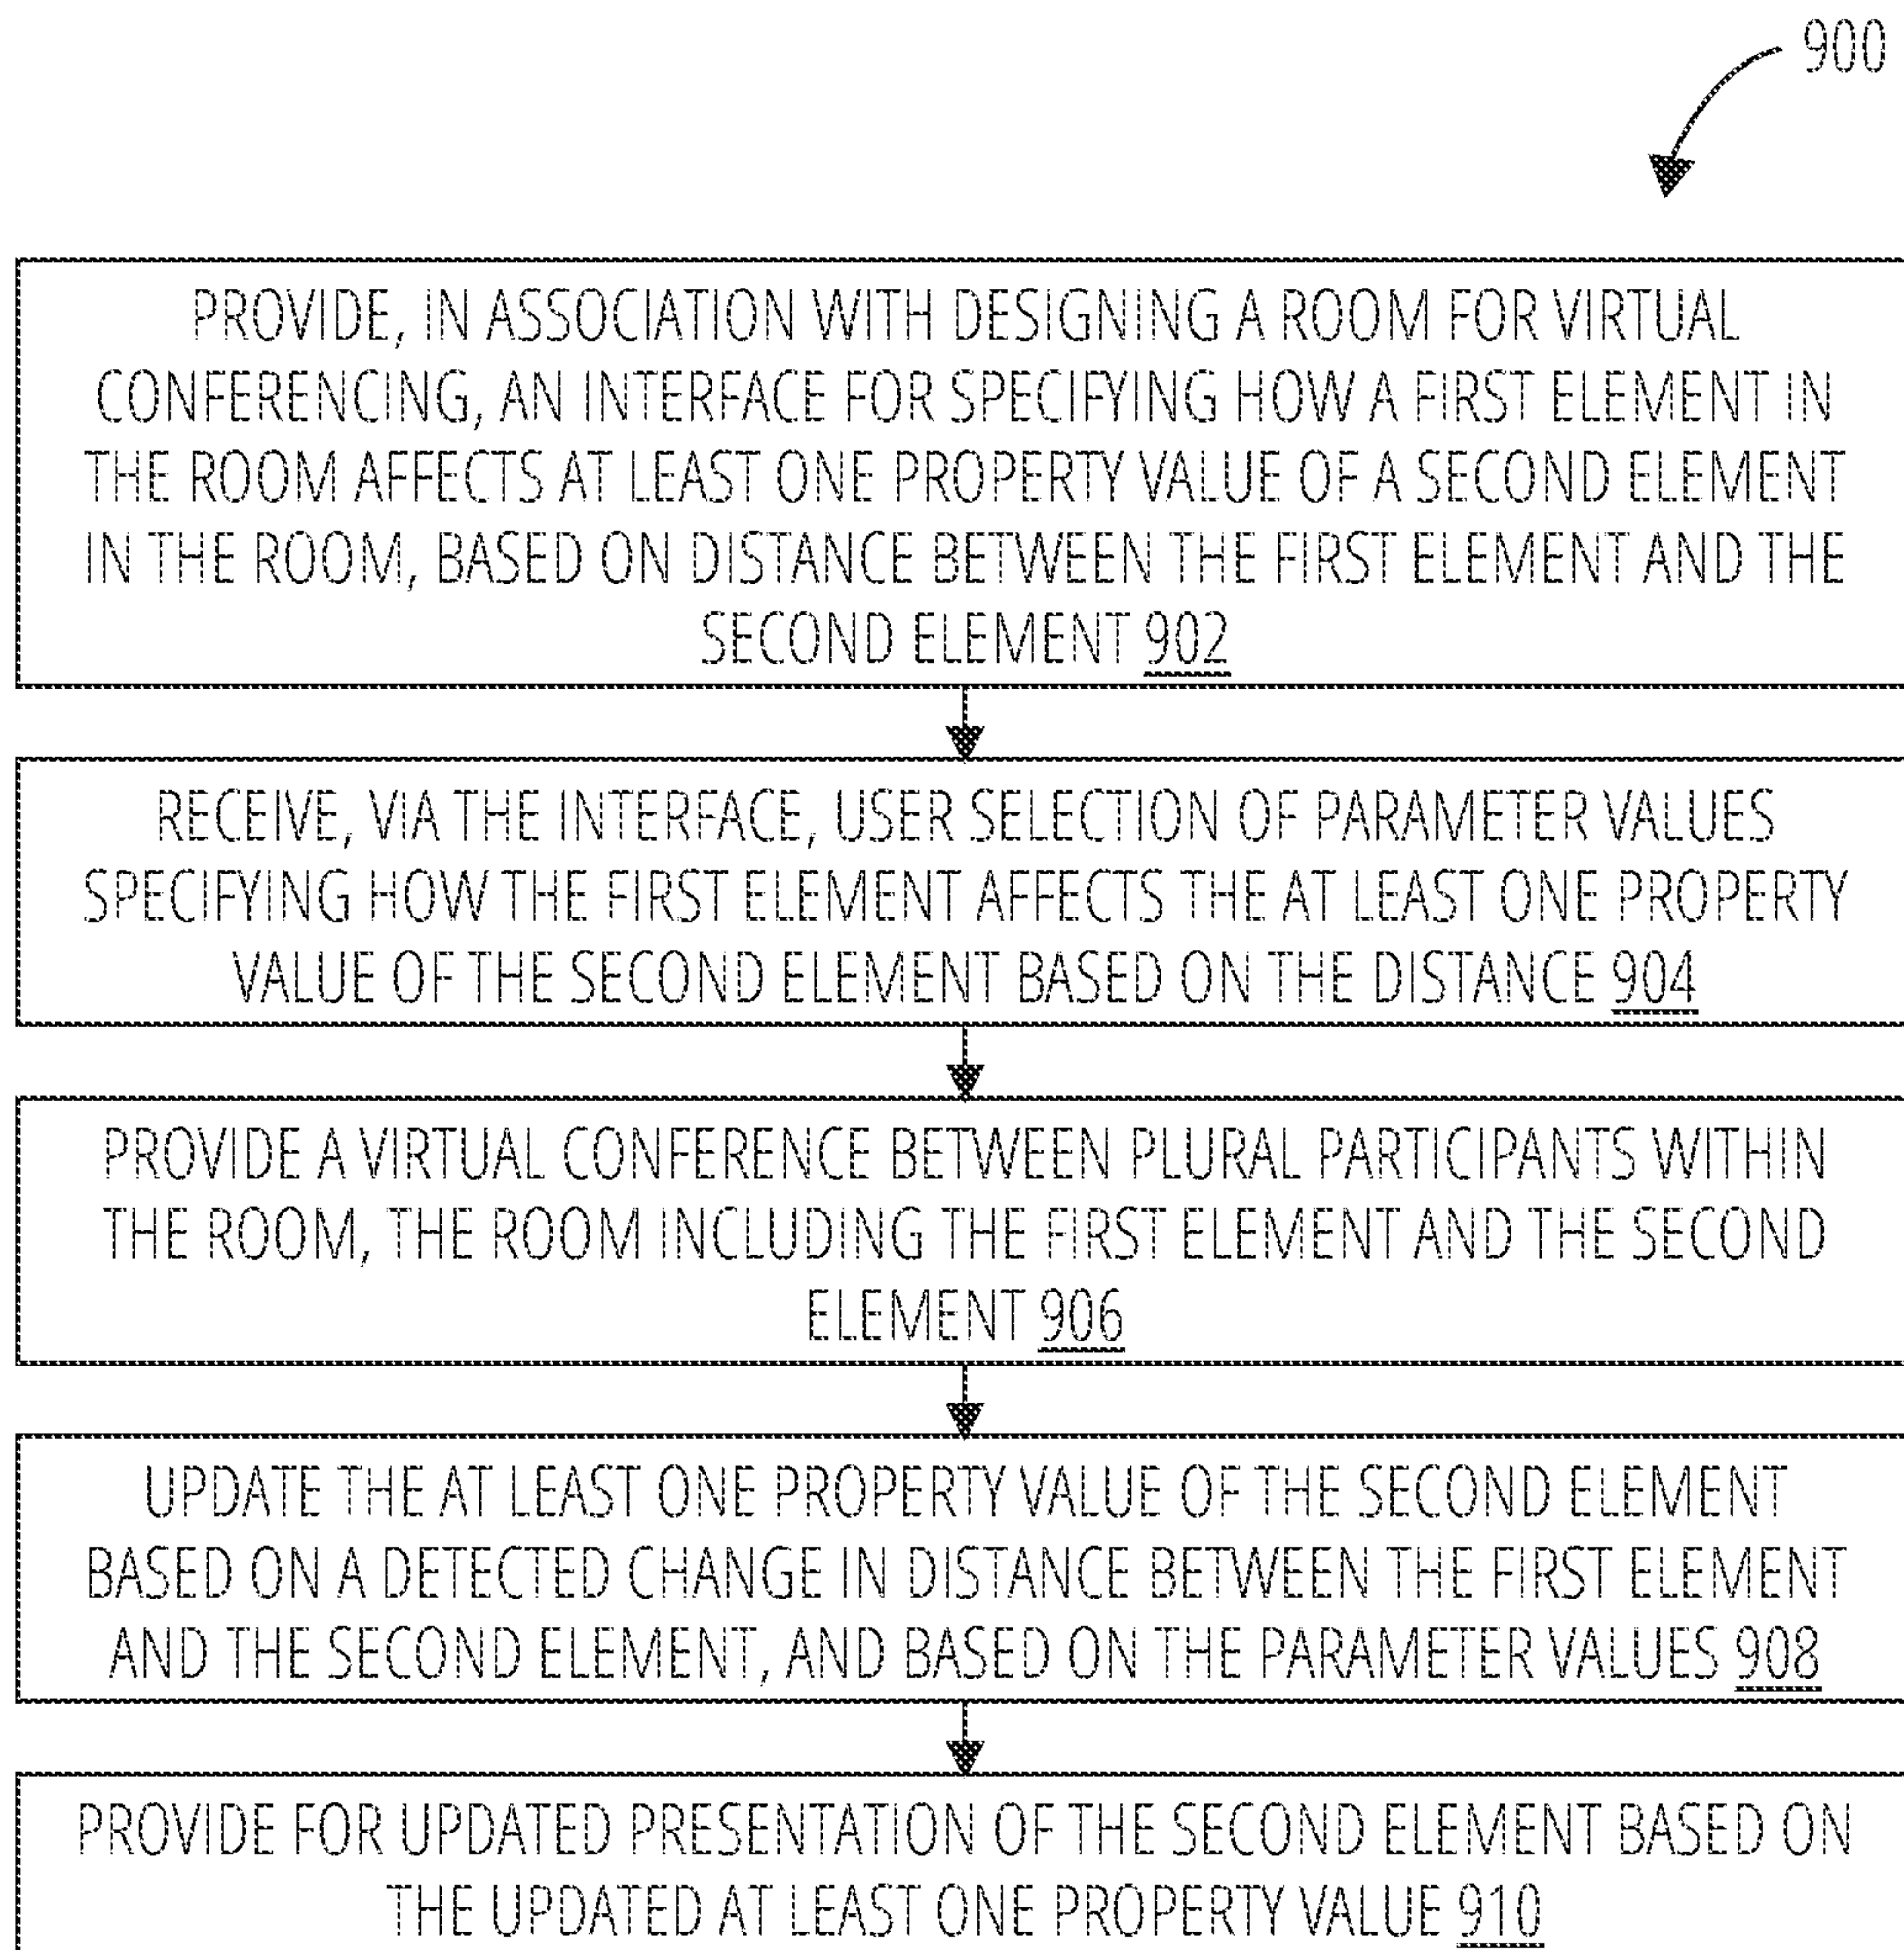 900
PROVIDE, IN ASSOCIATION WITH DESIGNING A ROOM FOR VIRTUAL
CONFERENCING, AN INTERFACE FOR SPECIFYING HOW A FIRST ELEMENT IN
THE ROOM AFFECTS AT LEAST ONE PROPERTY VALUE OF A SECOND ELEMENT
IN THE ROOM, BASED ON DISTANCE BETWEEN THE FIRST ELEMENT AND THE
SECOND ELEMENT 902
RECEIVE, VIA THE INTERFACE, USER SELECTION OF PARAMETER VALUES
SPECIFYING HOW THE FIRST ELEMENT AFFECTS THE AT LEAST ONE PROPERTY
VALUE OF THE SECOND ELEMENT BASED ON THE DISTANCE 904
PROVIDE A VIRTUAL CONFERENCE BETWEEN PLURAL PARTICIPANTS WITHIN
THE ROOM, THE ROOM INCLUDING THE FIRST ELEMENT AND THE SECOND
ELEMENT 906
UPDATE THE AT LEAST ONE PROPERTY VALUE OF THE SECOND ELEMENT
BASED ON A DETECTED CHANGE IN DISTANCE BETWEEN THE FIRST ELEMENT
AND THE SECOND ELEMENT, AND BASED ON THE PARAMETER VALUES 908
PROVIDE FOR UPDATED PRESENTATION OF THE SECOND ELEMENT BASED ON
THE UPDATED AT LEAST ONE PROPERTY VALUE 910